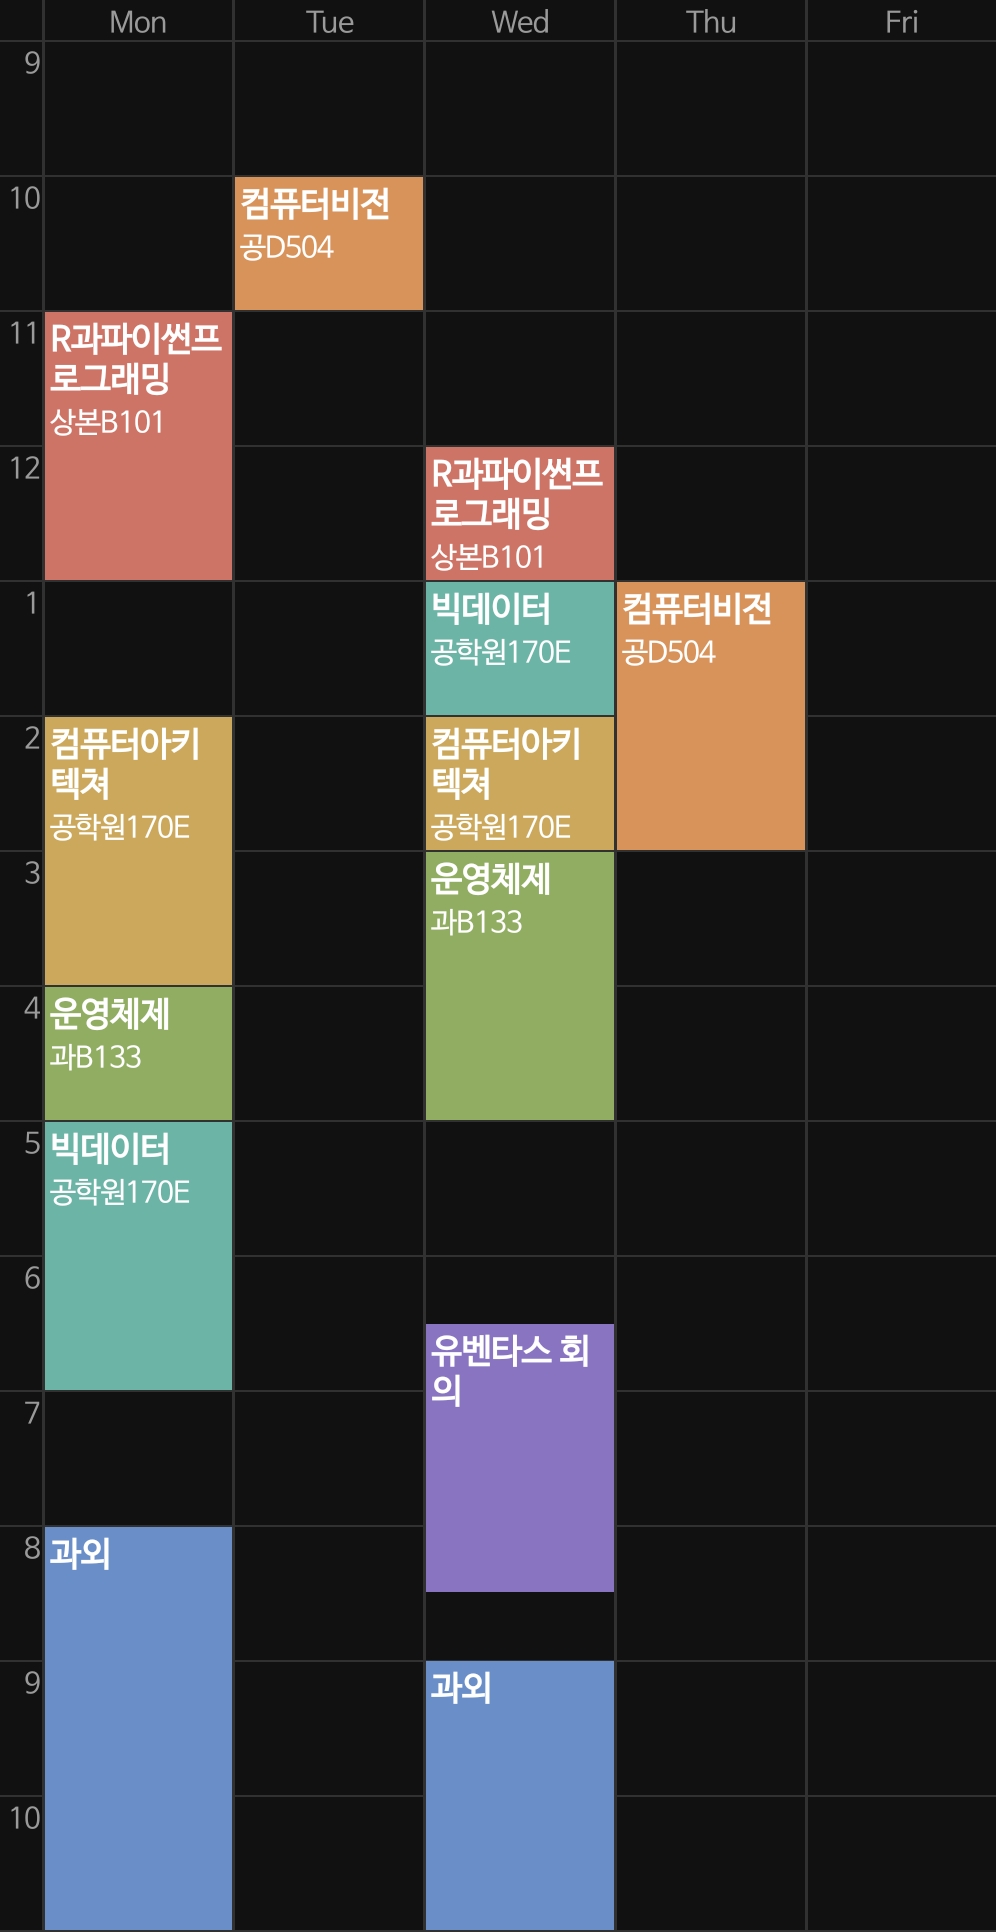 Mon Tue Wed Thu Fri
9
10
컴퓨터비전
공D504
11
R과파이썬프
로그래밍
상본B101
12
R과파이썬프
로그래밍
상본B101
1
빅데이터
공학원170E
컴퓨터비전
공D504
2
컴퓨터아키
텍쳐
공학원170E
컴퓨터아키
텍쳐
공학원170E
3
운영체제
과B133
4
운영체제
과B133
5
빅데이터
공학원170E
6
유벤타스 회
의
7
8
과외
9
과외
10